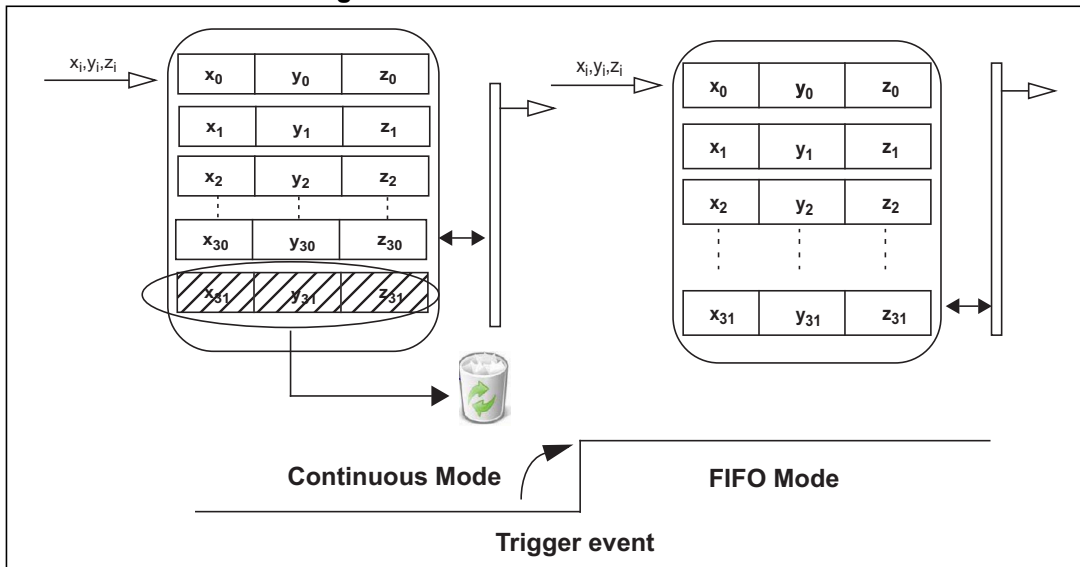 xi,yi,zi
x0 y0 z0
x1 y1 z1
x2 y2 z2
x30 y30 z30
x31 y31 z31
xi,yi,zi
x0 y0 z0
x1 y1 z1
x2 y2 z2
x31 y31 z31
Continuous Mode
FIFO Mode
Trigger event